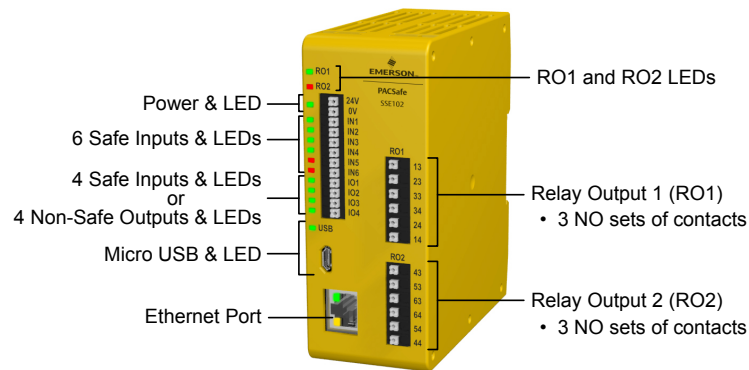 RO1
RO2
EMERSON.
PACSafe
SSE102
24V
0V
IN1
IN2
IN3
IN4
IN5
IN6
IO1
IO2
IO3
IO4
USB
RO1
13
23
33
34
24
14
RO2
43
53
63
64
54
44
Power & LED
6 Safe Inputs & LEDs
4 Safe Inputs & LEDs
or
4 Non-Safe Outputs & LEDs
Micro USB & LED
Ethernet Port
RO1 and RO2 LEDs
Relay Output 1 (RO1)
• 3 NO sets of contacts
Relay Output 2 (RO2)
• 3 NO sets of contacts